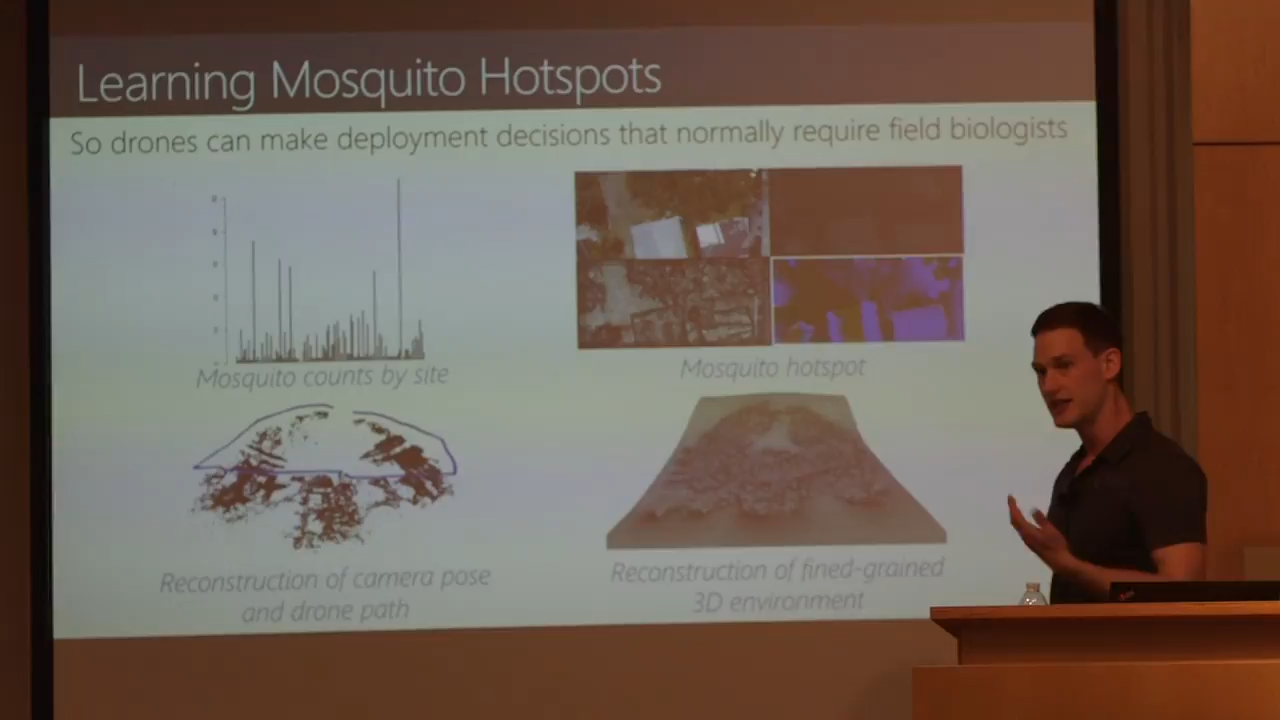 Learning Mosquito Hotspots
So drones can make deployment decisions that normally require field biologists
Mosquito counts by site
Mosquito hotspot
Reconstruction of camera pose
and drone path
Reconstruction of fined-grained
3D environment